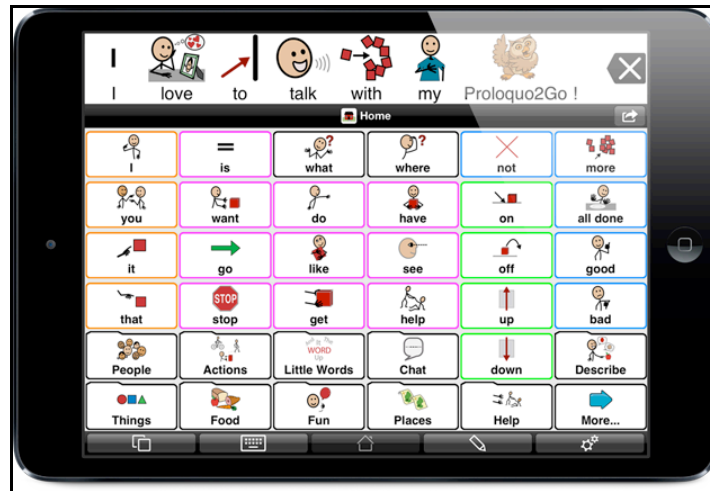 I love to talk with my Proloquo2Go !
Home
I is what where not more
you want do have on all done
it go like see off good
that STOP stop get help up bad
WORD
Up
People Actions Little Words Chat down Describe
Things Food Fun Places Help More...